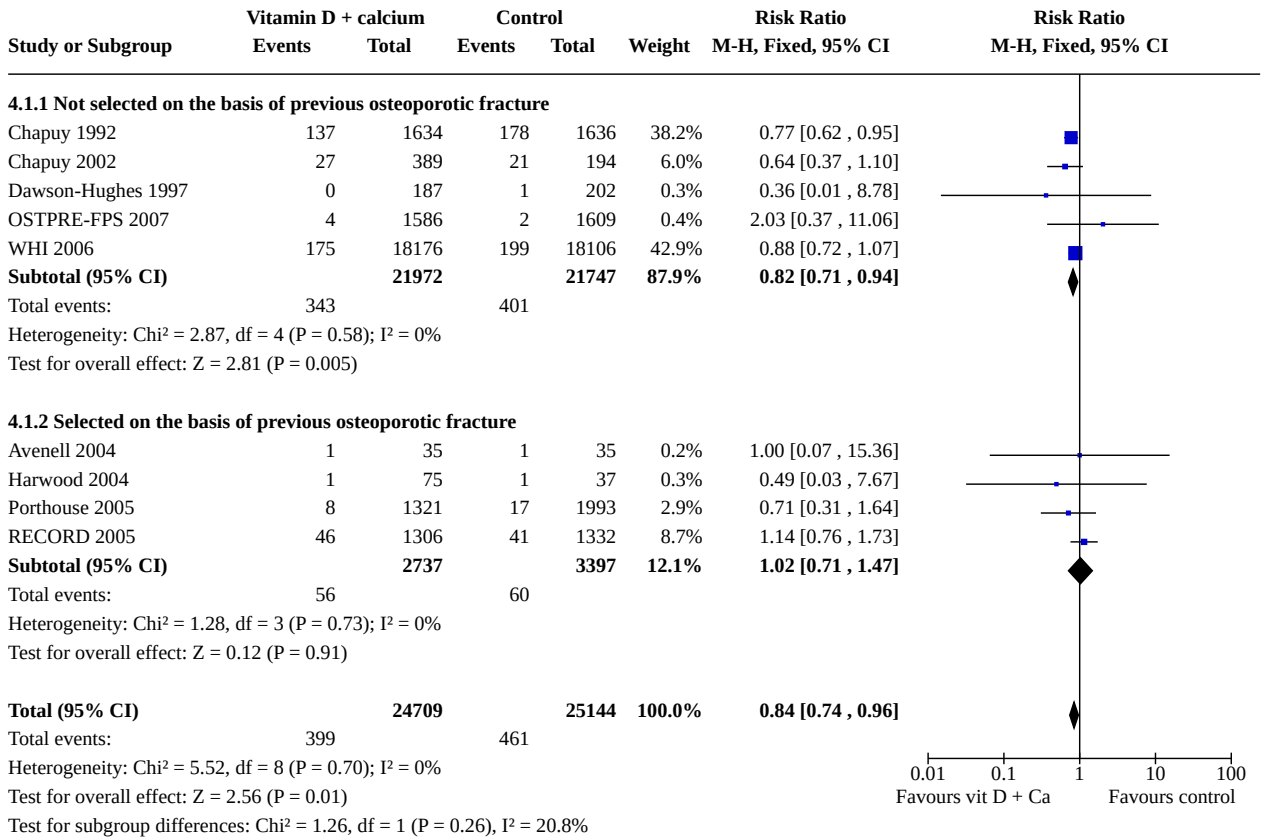 Vitamin D + calcium Control Risk Ratio Risk Ratio
Study or Subgroup Events Total Events Total Weight M-H, Fixed, 95% CI M-H, Fixed, 95% CI
4.1.1 Not selected on the basis of previous osteoporotic fracture
Chapuy 1992 137 1634 178 1636 38.2% 0.77 [0.62 , 0.95]
Chapuy 2002 27 389 21 194 6.0% 0.64 [0.37 , 1.10]
Dawson-Hughes 1997 0 187 1 202 0.3% 0.36 [0.01 , 8.78]
OSTPRE-FPS 2007 4 1586 2 1609 0.4% 2.03 [0.37 , 11.06]
WHI 2006 175 18176 199 18106 42.9% 0.88 [0.72 , 1.07]
Subtotal (95% CI) 21972 21747 87.9% 0.82 [0.71 , 0.94]
Total events: 343 401
Heterogeneity: Chi² = 2.87, df = 4 (P = 0.58); I² = 0%
Test for overall effect: Z = 2.81 (P = 0.005)
4.1.2 Selected on the basis of previous osteoporotic fracture
Avenell 2004 1 35 1 35 0.2% 1.00 [0.07 , 15.36]
Harwood 2004 1 75 1 37 0.3% 0.49 [0.03 , 7.67]
Porthouse 2005 8 1321 17 1993 2.9% 0.71 [0.31 , 1.64]
RECORD 2005 46 1306 41 1332 8.7% 1.14 [0.76 , 1.73]
Subtotal (95% CI) 2737 3397 12.1% 1.02 [0.71 , 1.47]
Total events: 56 60
Heterogeneity: Chi² = 1.28, df = 3 (P = 0.73); I² = 0%
Test for overall effect: Z = 0.12 (P = 0.91)
Total (95% CI) 24709 25144 100.0% 0.84 [0.74 , 0.96]
Total events: 399 461
Heterogeneity: Chi² = 5.52, df = 8 (P = 0.70); I² = 0%
0.01 0.1 1 10 100
Test for overall effect: Z = 2.56 (P = 0.01) Favours vit D + Ca Favours control
Test for subgroup differences: Chi² = 1.26, df = 1 (P = 0.26), I² = 20.8%